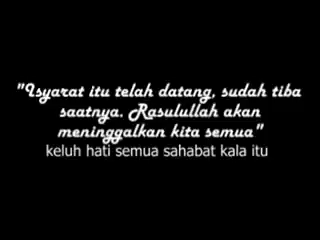 "Isyarat itu telah datang, sudah tiba
saatnya. Rasulullah akan
meninggalkan kita semua"
keluh hati semua sahabat kala itu